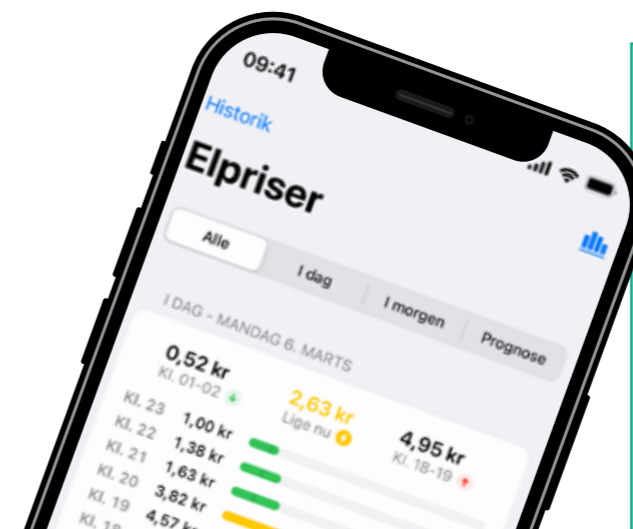 09:41
Historik
Elpriser
Alle
I dag
I morgen
Prognose
I DAG - MANDAG 6. MARTS
0,52 kr
Kl. 01-02
2,63 kr
Lige nu
4,95 kr
Kl. 18-19
Kl. 23 1,00 kr
Kl. 22 1,38 kr
Kl. 21 1,63 kr
Kl. 20 3,82 kr
Kl. 19 4,57 kr
Kl. 18